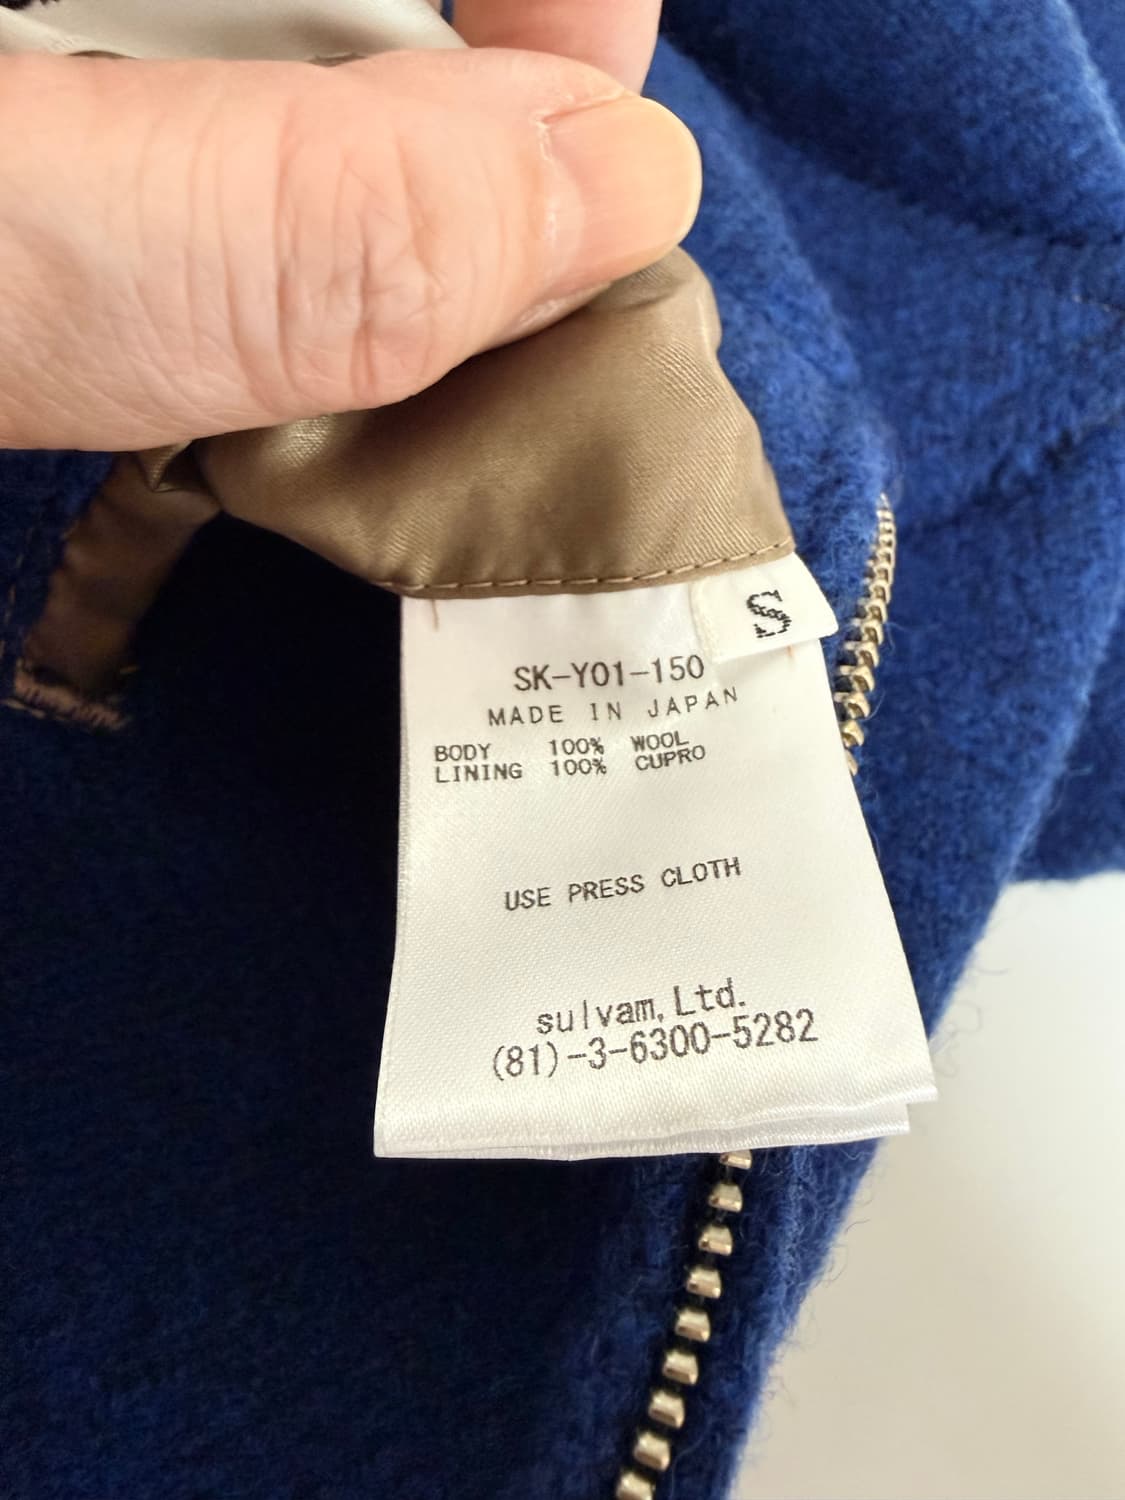 S
SK-Y01-150
MADE IN JAPAN
BODY 100% WOOL
LINING 100% CUPRO
USE PRESS CLOTH
sulvam, Ltd.
(81)-3-6300-5282